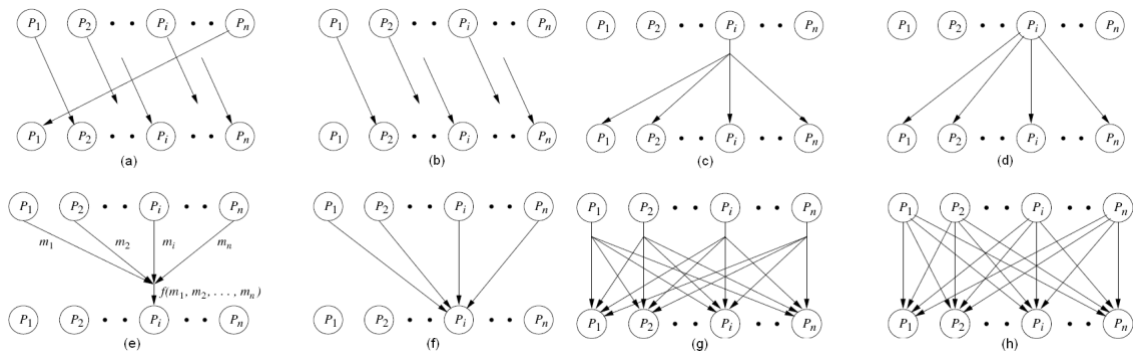 P1 P2 • • Pi • • Pn
P1 P2 • • Pi • • Pn
(a)
P1 P2 • • Pi • • Pn
P1 P2 • • Pi • • Pn
(b)
P1 P2 • • Pi • • Pn
P1 P2 • • Pi • • Pn
(c)
P1 P2 • • Pi • • Pn
P1 P2 • • Pi • • Pn
(d)
P1 P2 • • Pi • • Pn
m1 m2 mi mn
f(m1, m2, . . . , mn)
P1 P2 • • Pi • • Pn
(e)
P1 P2 • • Pi • • Pn
P1 P2 • • Pi • • Pn
(f)
P1 P2 • • Pi • • Pn
P1 P2 • • Pi • • Pn
(g)
P1 P2 • • Pi • • Pn
P1 P2 • • Pi • • Pn
(h)